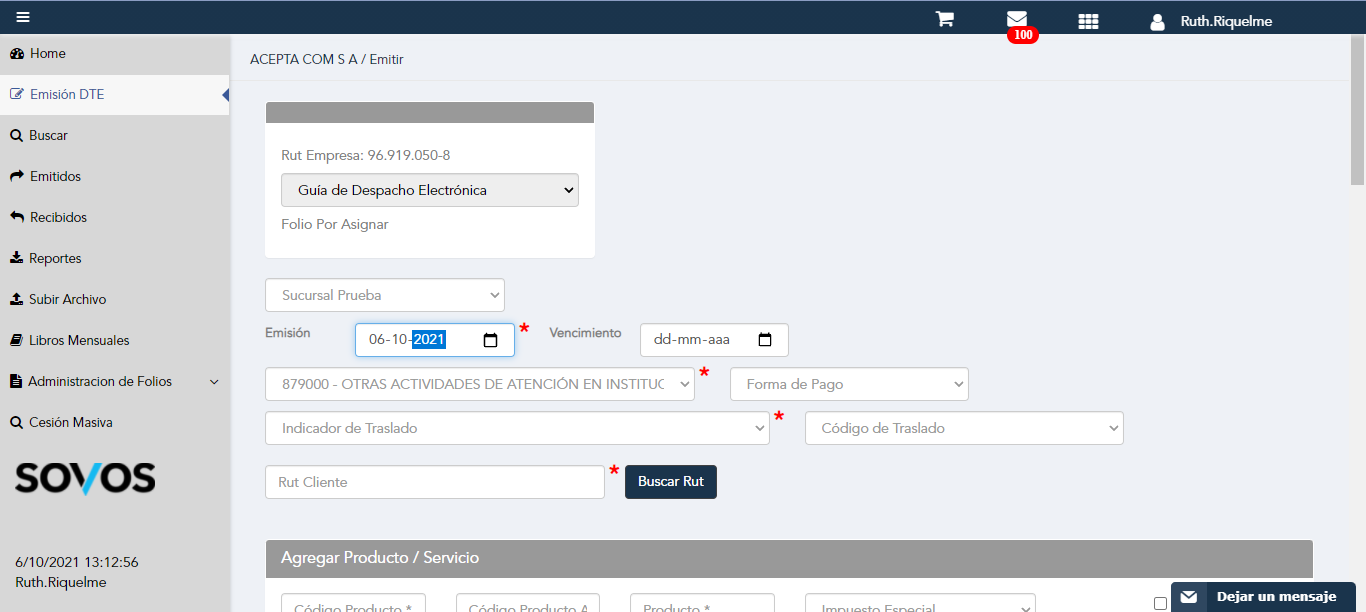 Ruth.Riquelme
100
Home
Emisión DTE
Buscar
Emitidos
Recibidos
Reportes
Subir Archivo
Libros Mensuales
Administracion de Folios
Cesión Masiva
SOVOS
6/10/2021 13:12:56
Ruth.Riquelme
ACEPTA COM S A / Emitir
Rut Empresa: 96.919.050-8
Guía de Despacho Electrónica
Folio Por Asignar
Sucursal Prueba
Emisión 06-10-2021 * Vencimiento dd-mm-aaa
879000 - OTRAS ACTIVIDADES DE ATENCIÓN EN INSTITUC * Forma de Pago
Indicador de Traslado * Código de Traslado
Rut Cliente * Buscar Rut
Agregar Producto / Servicio
Código Producto * Código Producto A Producto * Impuesto Especial
Dejar un mensaje